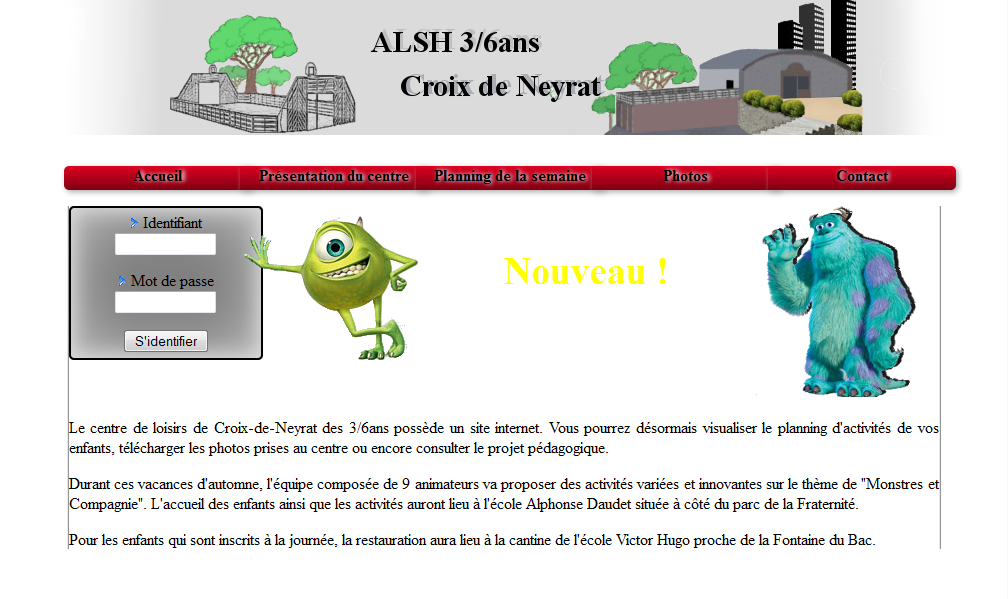 ALSH 3/6ans
Croix de Neyrat
Accueil
Présentation du centre
Planning de la semaine
Photos
Contact
Identifiant
Mot de passe
S'identifier
Nouveau !
Le centre de loisirs de Croix-de-Neyrat des 3/6ans possède un site internet. Vous pourrez désormais visualiser le planning d'activités de vos
enfants, télécharger les photos prises au centre ou encore consulter le projet pédagogique.
Durant ces vacances d'automne, l'équipe composée de 9 animateurs va proposer des activités variées et innovantes sur le thème de "Monstres et
Compagnie". L'accueil des enfants ainsi que les activités auront lieu à l'école Alphonse Daudet située à côté du parc de la Fraternité.
Pour les enfants qui sont inscrits à la journée, la restauration aura lieu à la cantine de l'école Victor Hugo proche de la Fontaine du Bac.